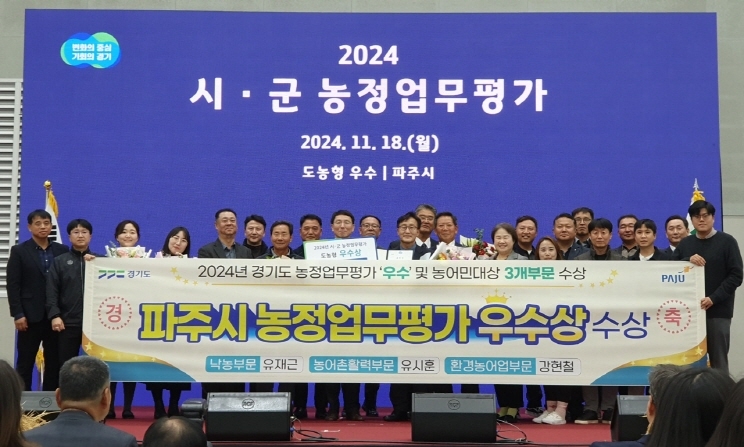 변화의 중심
기회의 경기
2024
시·군 농정업무평가
2024. 11. 18.(월)
도농형 우수 | 파주시
2024년 시·군 농정업무평가
도농형 우수상
경기도
2024년 경기도 농정업무평가 '우수' 및 농어민대상 3개부문 수상
PAJU
경 파주시 농정업무평가 우수상 수상 축
낙농부문 유재근 농어촌활력부문 유시훈 환경농어업부문 강현철